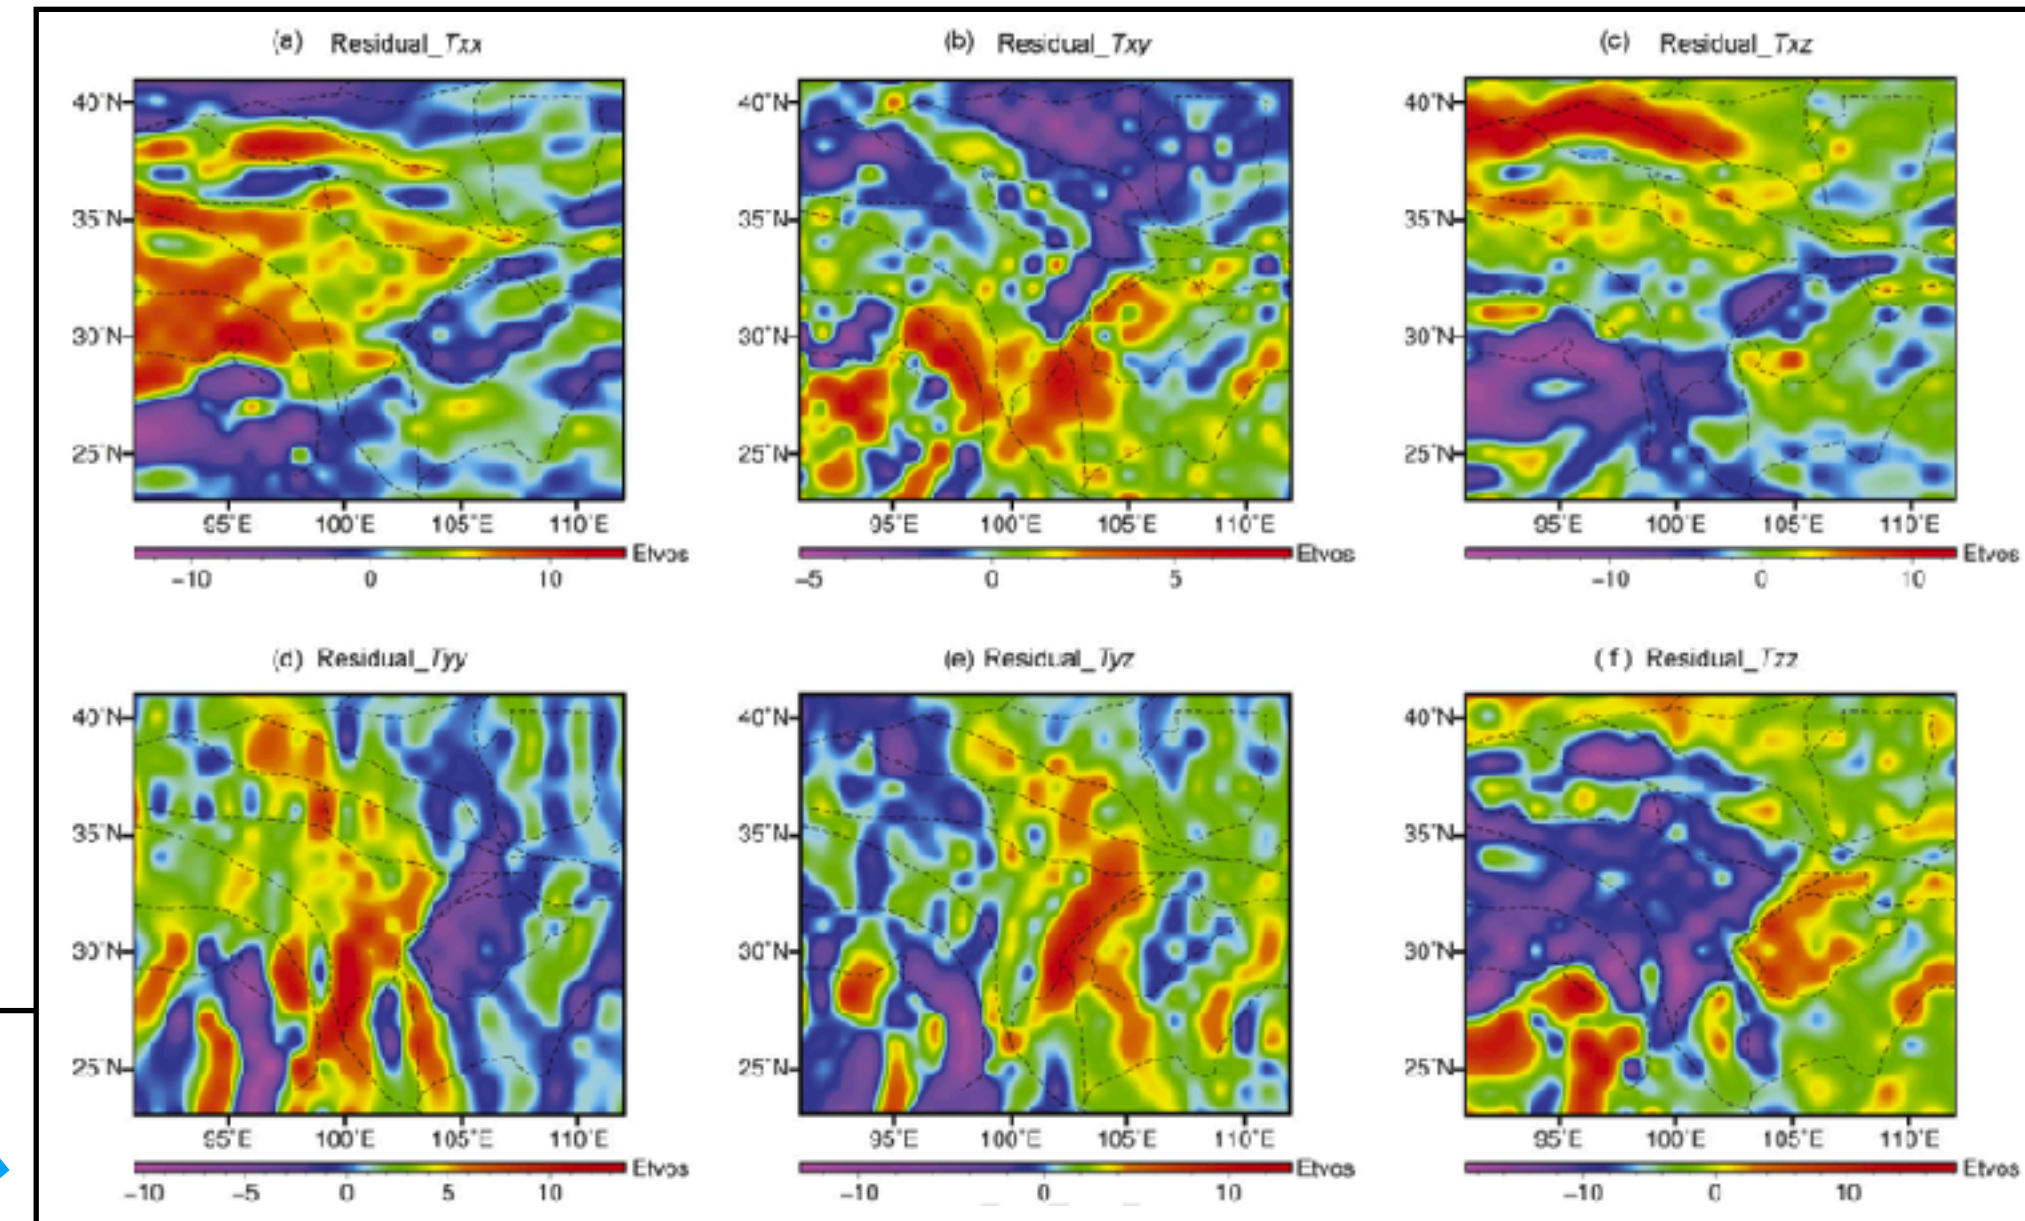 (a) Residual_Txx
(b) Residual_Txy
(c) Residual_Txz
40°N 35°N 30°N 25°N
40°N 35°N 30°N 25°N
40°N 35°N 30°N 25°N
95°E 100°E 105°E 110°E
95°E 100°E 105°E 110°E
95°E 100°E 105°E 110°E
Etvos
Etvos
Etvos
−10 0 10
−5 0 5
−10 0 10
(d) Residual_Tyy
(e) Residual_Tyz
(f) Residual_Tzz
40°N 35°N 30°N 25°N
40°N 35°N 30°N 25°N
40°N 35°N 30°N 25°N
95°E 100°E 105°E 110°E
95°E 100°E 105°E 110°E
95°E 100°E 105°E 110°E
Etvos
Etvos
Etvos
−10 −5 0 5 10
−10 0 10
−10 0 10